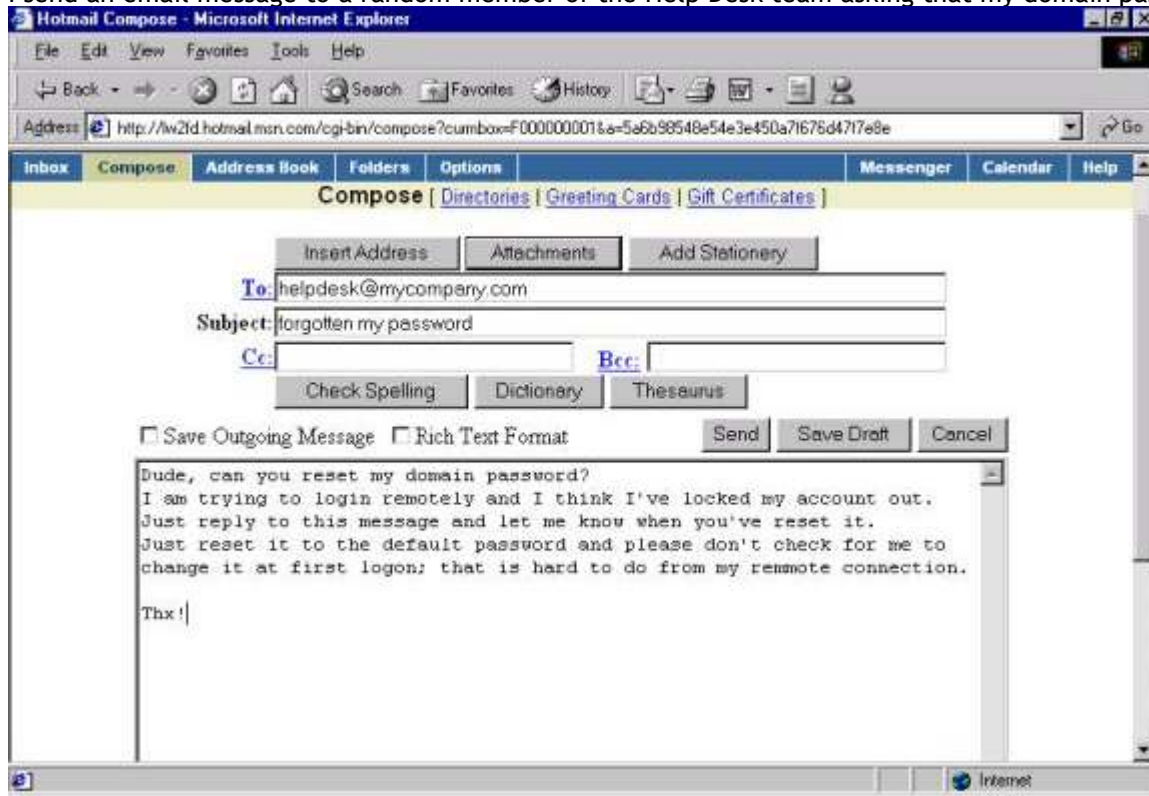 I send an email message to a random member of the Help Desk team asking that my domain pa
Hotmail Compose - Microsoft Internet Explorer
File Edit View Favorites Tools Help
Back Search Favorites History
Address http://lw2fd.hotmail.msn.com/cgi-bin/compose?curmbox=F000000001&a=5a6b98548e54e3e450a7f676d47f7e8e Go
Inbox Compose Address Book Folders Options Messenger Calendar Help
Compose [ Directories | Greeting Cards | Gift Certificates ]
Insert Address Attachments Add Stationery
To: helpdesk@mycompany.com
Subject: forgotten my password
Cc: Bcc:
Check Spelling Dictionary Thesaurus
Save Outgoing Message Rich Text Format Send Save Draft Cancel
Dude, can you reset my domain password?
I am trying to login remotely and I think I've locked my account out.
Just reply to this message and let me know when you've reset it.
Just reset it to the default password and please don't check for me to
change it at first logon; that is hard to do from my remmote connection.
Thx!
Internet